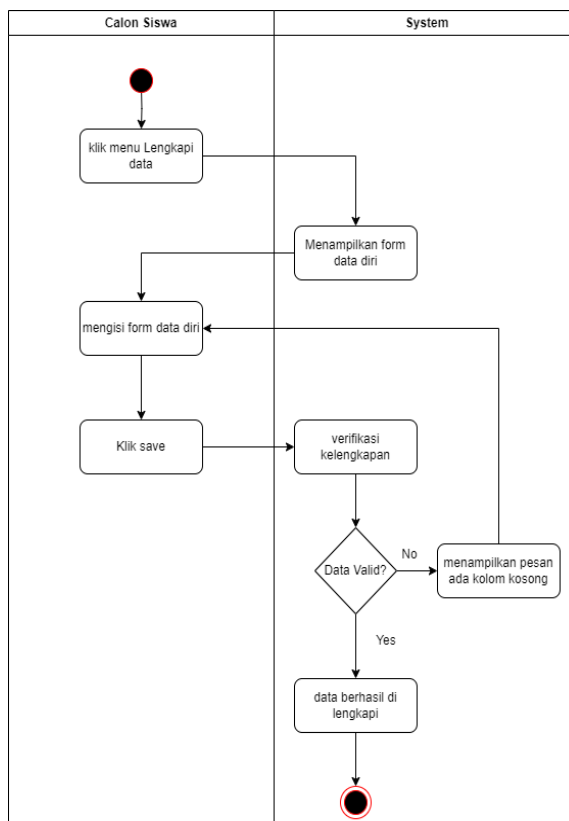 Calon Siswa
System
klik menu Lengkapi
data
Menampilkan form
data diri
mengisi form data diri
Klik save
verifikasi
kelengkapan
Data Valid?
No
menampilkan pesan
ada kolom kosong
Yes
data berhasil di
lengkapi